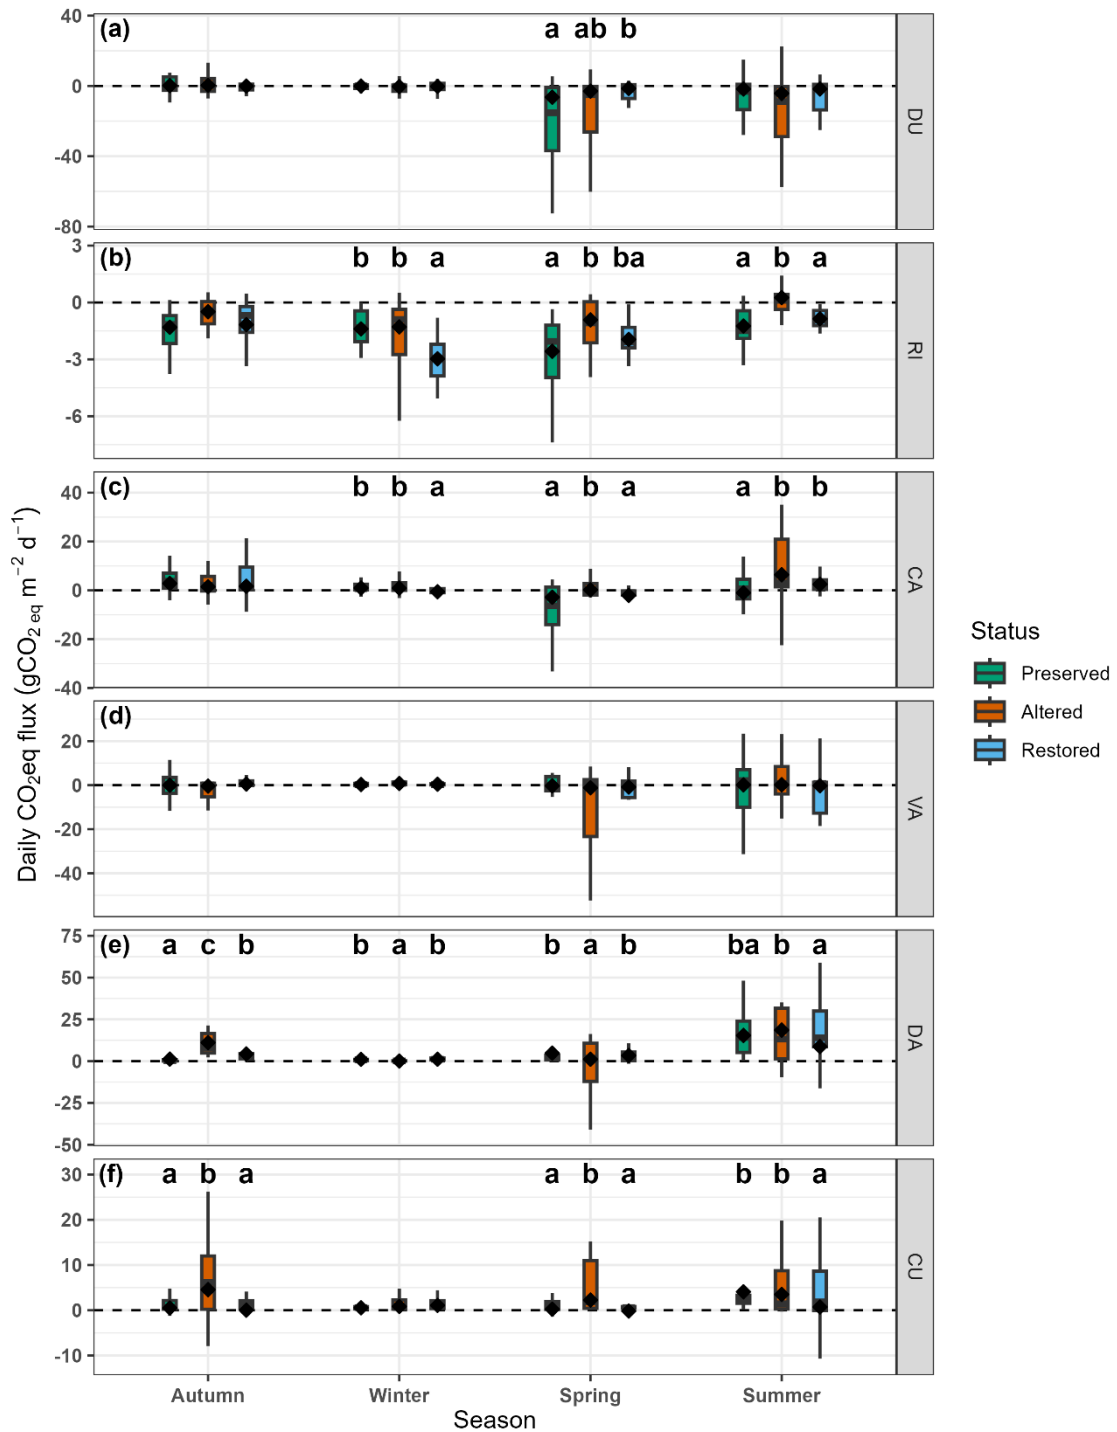 (a) a ab b
40
0
-40
-80
DU
(b) b b a a b ba a b a
3
0
-3
-6
RI
(c) b b a a b a a b b
40
20
0
-20
-40
CA
(d)
20
0
-20
-40
VA
(e) a c b b a b b a b ba b a
75
50
25
0
-25
-50
DA
(f) a b a a b a b b a
30
20
10
0
-10
CU
Daily CO₂eq flux (gCO₂ eq m⁻² d⁻¹)
Autumn Winter Spring Summer
Season
Status
Preserved
Altered
Restored